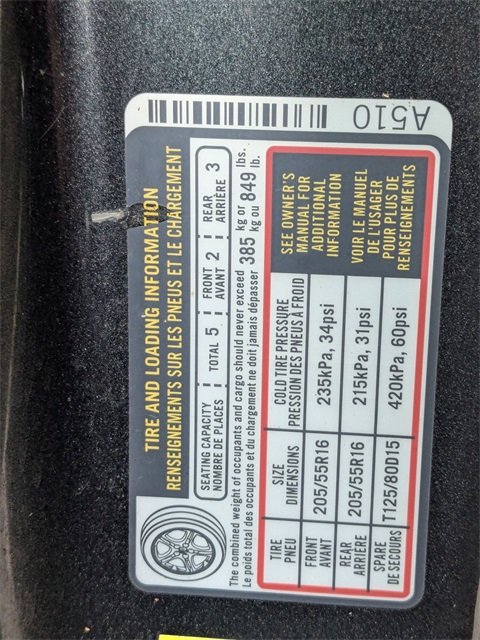 TIRE AND LOADING INFORMATION
RENSEIGNEMENTS SUR LES PNEUS ET LE CHARGEMENT
SEATING CAPACITY
NOMBRE DE PLACES
TOTAL 5
FRONT
AVANT
2
REAR
ARRIÈRE
3
The combined weight of occupants and cargo should never exceed 385 kg or 849 lbs.
Le poids total des occupants et du chargement ne doit jamais dépasser kg ou lb.
TIRE
PNEU
SIZE
DIMENSIONS
COLD TIRE PRESSURE
PRESSION DES PNEUS À FROID
FRONT
AVANT
205/55R16
235kPa, 34psi
REAR
ARRIÈRE
205/55R16
215kPa, 31psi
SPARE
DE SECOURS
T125/80D15
420kPa, 60psi
SEE OWNER'S
MANUAL FOR
ADDITIONAL
INFORMATION
VOIR LE MANUEL
DE L'USAGER
POUR PLUS DE
RENSEIGNEMENTS
A510